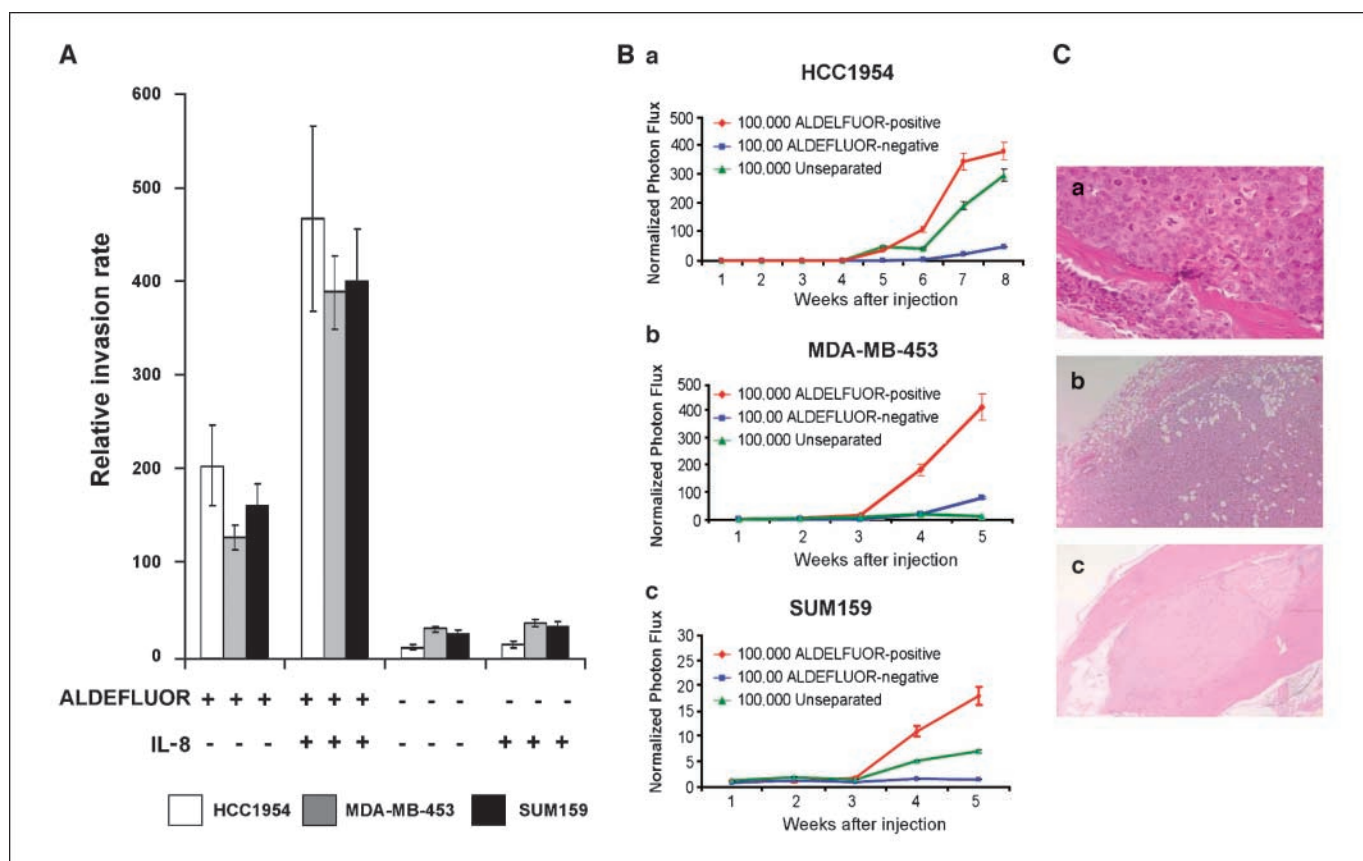 A
600
500
400
300
200
100
0
Relative invasion rate
ALDEFLUOR + + + + + + - - - - - -
IL-8 - - - + + + - - - + + +
HCC1954 MDA-MB-453 SUM159
B a
HCC1954
500
400
300
200
100
0
Normalized Photon Flux
100.000 ALDELFUOR-positive
100.00 ALDEFLUOR-negative
100.000 Unseparated
1 2 3 4 5 6 7 8
Weeks after injection
b
MDA-MB-453
500
400
300
200
100
0
Normalized Photon Flux
100.000 ALDELFUOR-positive
100.00 ALDEFLUOR-negative
100.000 Unseparated
1 2 3 4 5
Weeks after injection
c
SUM159
30
25
20
15
10
5
0
Normalized Photon Flux
100.000 ALDELFUOR-positive
100.00 ALDEFLUOR-negative
100.000 Unseparated
1 2 3 4 5
Weeks after injection
C
a
b
c